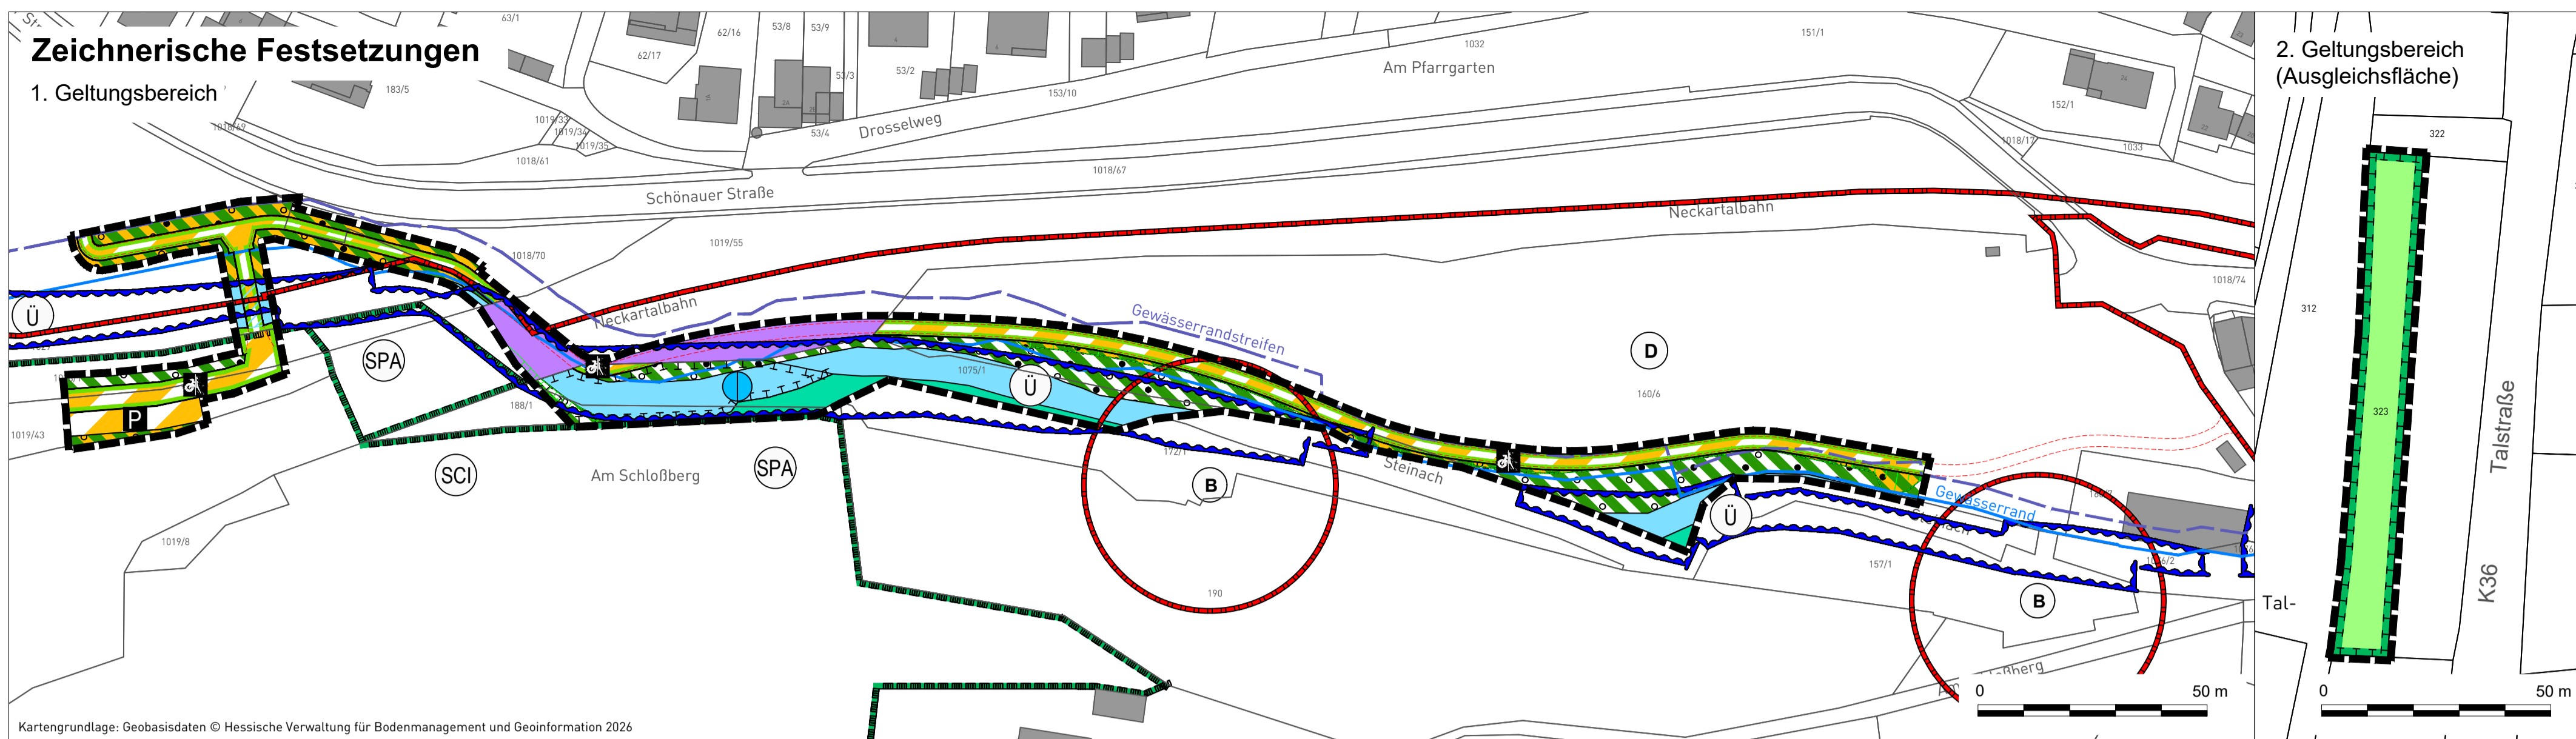 Zeichnerische Festsetzungen
1. Geltungsbereich
63/1
62/16
62/17
53/8
53/9
53/3
53/2
53/4
183/5
1018/69
1019/33
1019/34
1019/35
1018/61
Drosselweg
153/10
1032
Am Pfarrgarten
151/1
152/1
1018/17
1033
Schönauer Straße
1018/67
Neckartalbahn
1018/70
1019/55
1018/74
Neckartalbahn
Gewässerrandstreifen
Ü
SPA
D
160/6
1075/1
Ü
188/1
P
1019/43
SCI
Am Schloßberg
SPA
172/1
B
Steinach
Ü
Gewässerrand
1019/8
190
157/1
B
0
50 m
Kartengrundlage: Geobasisdaten © Hessische Verwaltung für Bodenmanagement und Geoinformation 2026
2. Geltungsbereich
(Ausgleichsfläche)
322
312
323
Talstraße
K36
Tal-
0
50 m